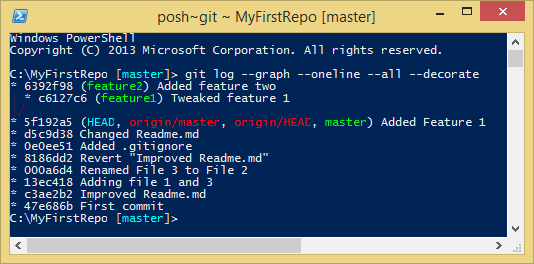 posh~git ~ MyFirstRepo [master]
Windows PowerShell
Copyright (C) 2013 Microsoft Corporation. All rights reserved.
C:\MyFirstRepo [master]> git log --graph --oneline --all --decorate
* 6392f98 (feature2) Added feature two
* c6127c6 (feature1) Tweaked feature 1
* 5f192a5 (HEAD, origin/master, origin/HEAD, master) Added Feature 1
* d5c9d38 Changed Readme.md
* 0e0ee51 Added .gitignore
* 8186dd2 Revert "Improved Readme.md"
* 000a6d4 Renamed File 3 to File 2
* 13ec418 Adding file 1 and 3
* c3ae2b2 Improved Readme.md
* 47e686b First commit
C:\MyFirstRepo [master]>